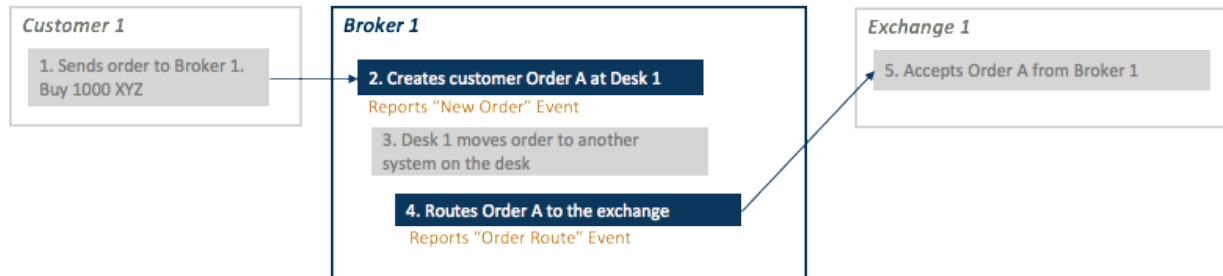 Customer 1
1. Sends order to Broker 1.
Buy 1000 XYZ
Broker 1
2. Creates customer Order A at Desk 1
Reports “New Order” Event
3. Desk 1 moves order to another
system on the desk
4. Routes Order A to the exchange
Reports “Order Route” Event
Exchange 1
5. Accepts Order A from Broker 1